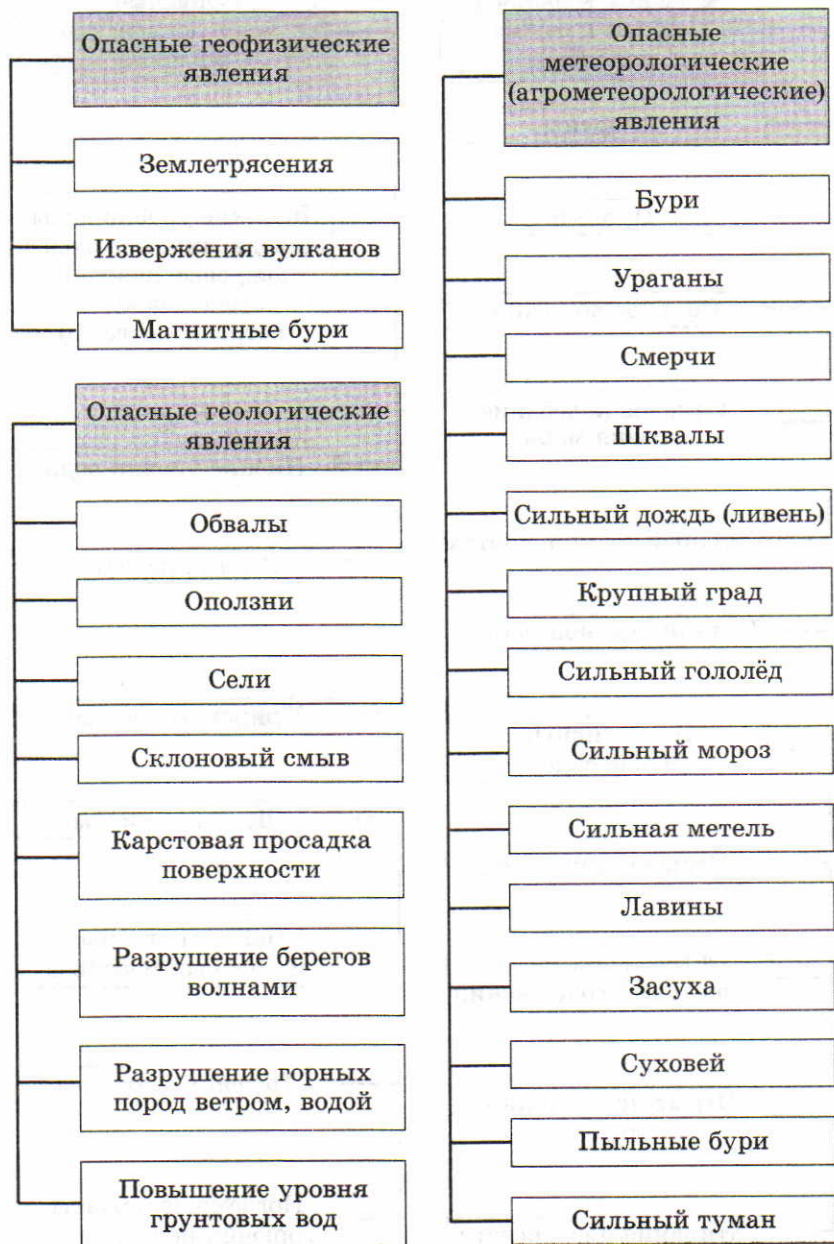 Опасные геофизические
явления
Землетрясения
Извержения вулканов
Магнитные бури
Опасные геологические
явления
Обвалы
Оползни
Сели
Склоновый смыв
Карстовая просадка
поверхности
Разрушение берегов
волнами
Разрушение горных
пород ветром, водой
Повышение уровня
грунтовых вод
Опасные
метеорологические
(агрометеорологические)
явления
Бури
Ураганы
Смерчи
Шквалы
Сильный дождь (ливень)
Крупный град
Сильный гололёд
Сильный мороз
Сильная метель
Лавины
Засуха
Суховей
Пыльные бури
Сильный туман